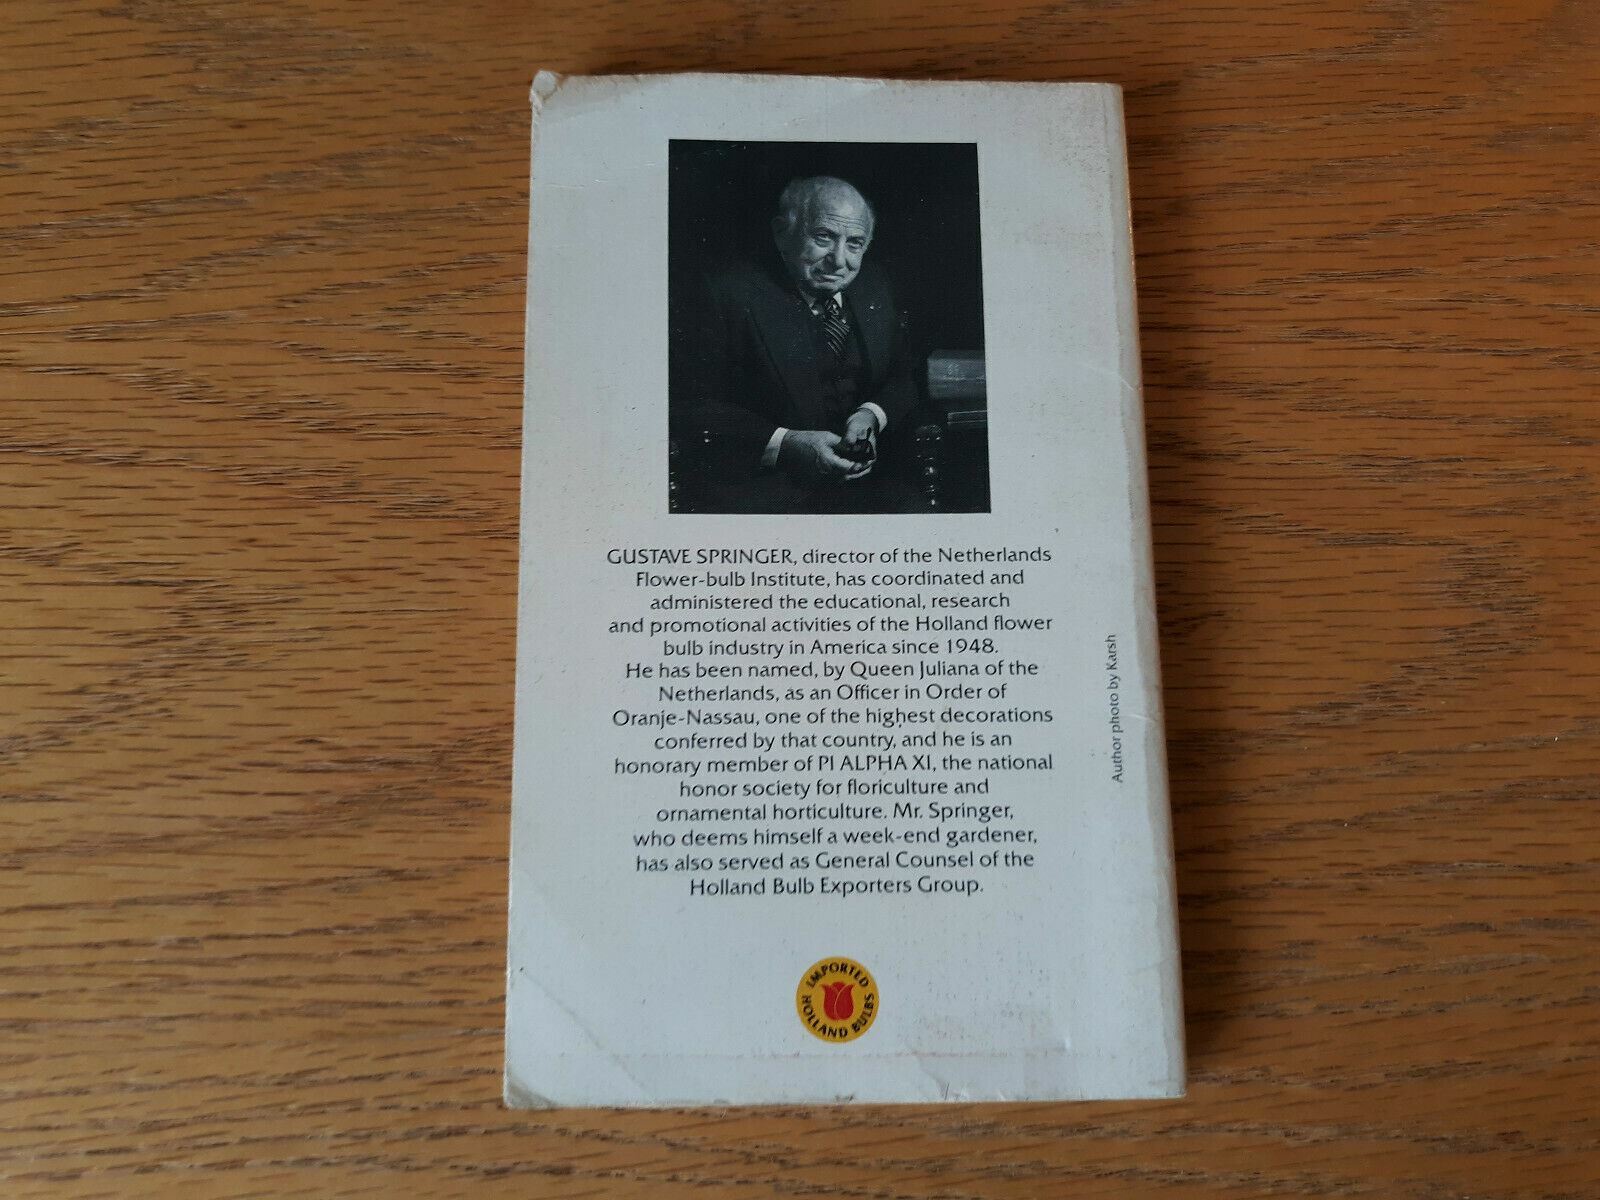 GUSTAVE SPRINGER, director of the Netherlands
Flower-bulb Institute, has coordinated and
administered the educational, research
and promotional activities of the Holland flower
bulb industry in America since 1948.
He has been named, by Queen Juliana of the
Netherlands, as an Officer in Order of
Oranje-Nassau, one of the highest decorations
conferred by that country, and he is an
honorary member of PI ALPHA XI, the national
honor society for floriculture and
ornamental horticulture. Mr. Springer,
who deems himself a week-end gardener,
has also served as General Counsel of the
Holland Bulb Exporters Group.
Author photo by Karsh
IMPORTED
HOLLAND BULBS